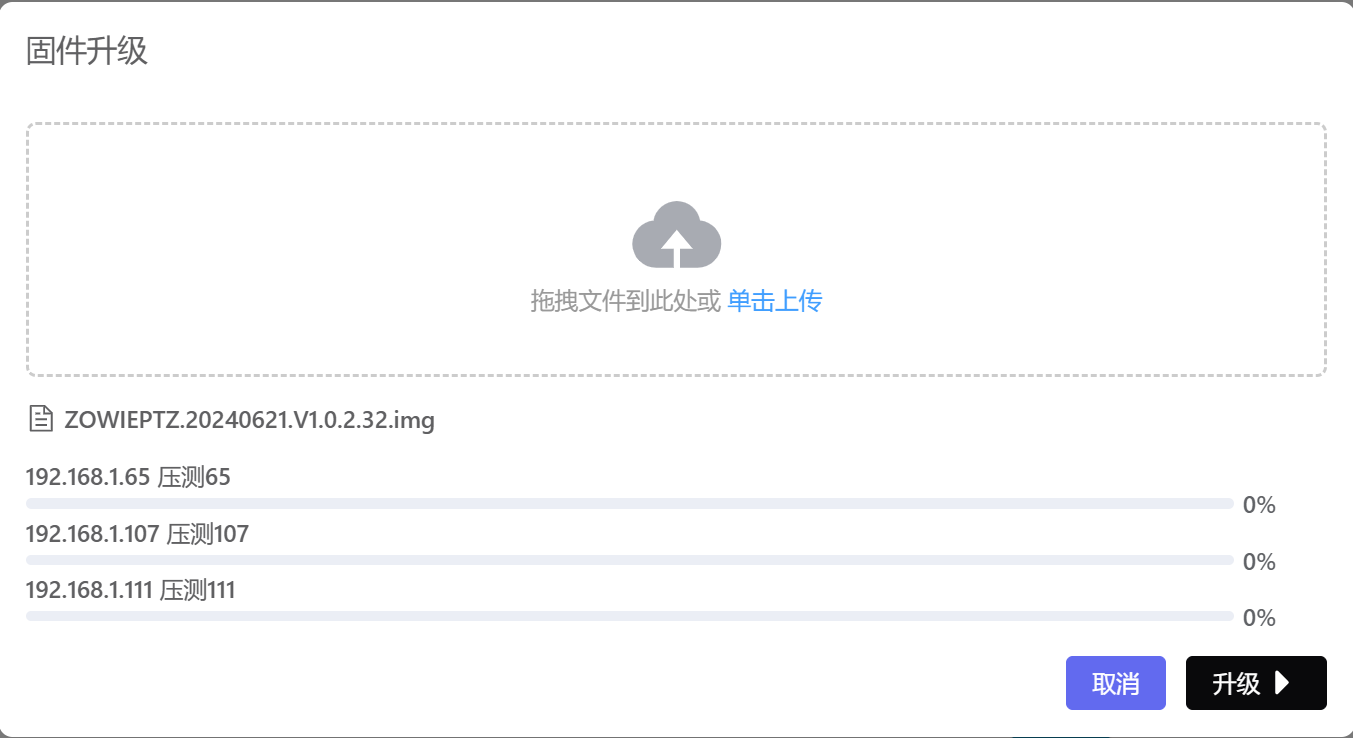 固件升级
拖拽文件到此处或 单击上传
ZOWIEPTZ.20240621.V1.0.2.32.img
192.168.1.65 压测65
0%
192.168.1.107 压测107
0%
192.168.1.111 压测111
0%
取消
升级